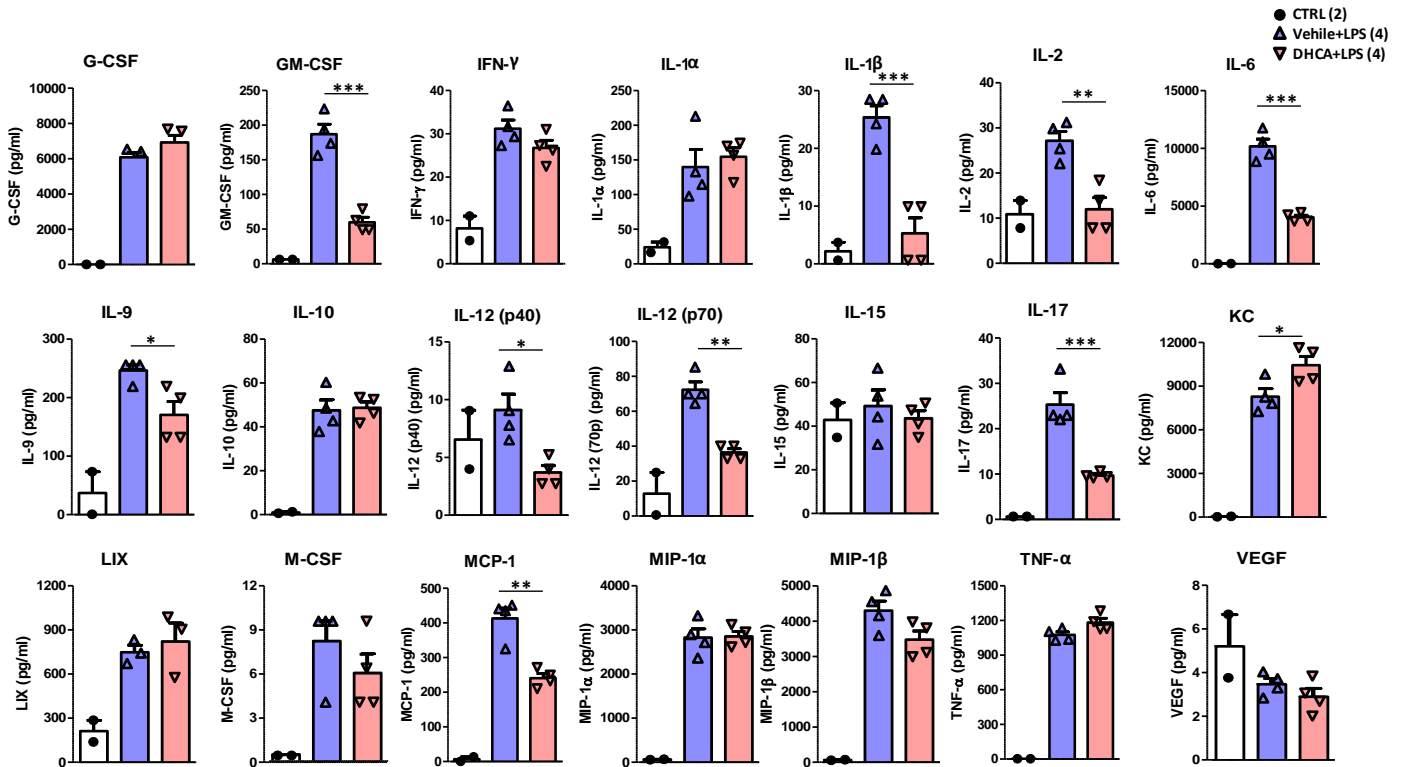 CTRL (2)
Vehile+LPS (4)
DHCA+LPS (4)
G-CSF
G-CSF (pg/ml)
10000
8000
6000
4000
2000
0
GM-CSF
GM-CSF (pg/ml)
250
200
150
100
50
0
***
IFN-γ
IFN-γ (pg/ml)
40
30
20
10
0
IL-1α
IL-1α (pg/ml)
250
200
150
100
50
0
IL-1β
IL-1β (pg/ml)
30
20
10
0
***
IL-2
IL-2 (pg/ml)
40
30
20
10
0
**
IL-6
IL-6 (pg/ml)
15000
10000
5000
0
***
IL-9
IL-9 (pg/ml)
300
200
100
0
*
IL-10
IL-10 (pg/ml)
80
60
40
20
0
IL-12 (p40)
IL-12 (p40) (pg/ml)
15
10
5
0
*
IL-12 (p70)
IL-12 (70p) (pg/ml)
100
80
60
40
20
0
**
IL-15
IL-15 (pg/ml)
80
60
40
20
0
IL-17
IL-17 (pg/ml)
40
30
20
10
0
***
KC
KC (pg/ml)
12000
9000
6000
3000
0
*
LIX
LIX (pg/ml)
1200
900
600
300
0
M-CSF
M-CSF (pg/ml)
12
9
6
3
0
MCP-1
MCP-1 (pg/ml)
500
400
300
200
100
0
**
MIP-1α
MIP-1α (pg/ml)
4000
3000
2000
1000
0
MIP-1β
MIP-1β (pg/ml)
5000
4000
3000
2000
1000
0
TNF-α
TNF-α (pg/ml)
1500
1200
900
600
300
0
VEGF
VEGF (pg/ml)
8
6
4
2
0